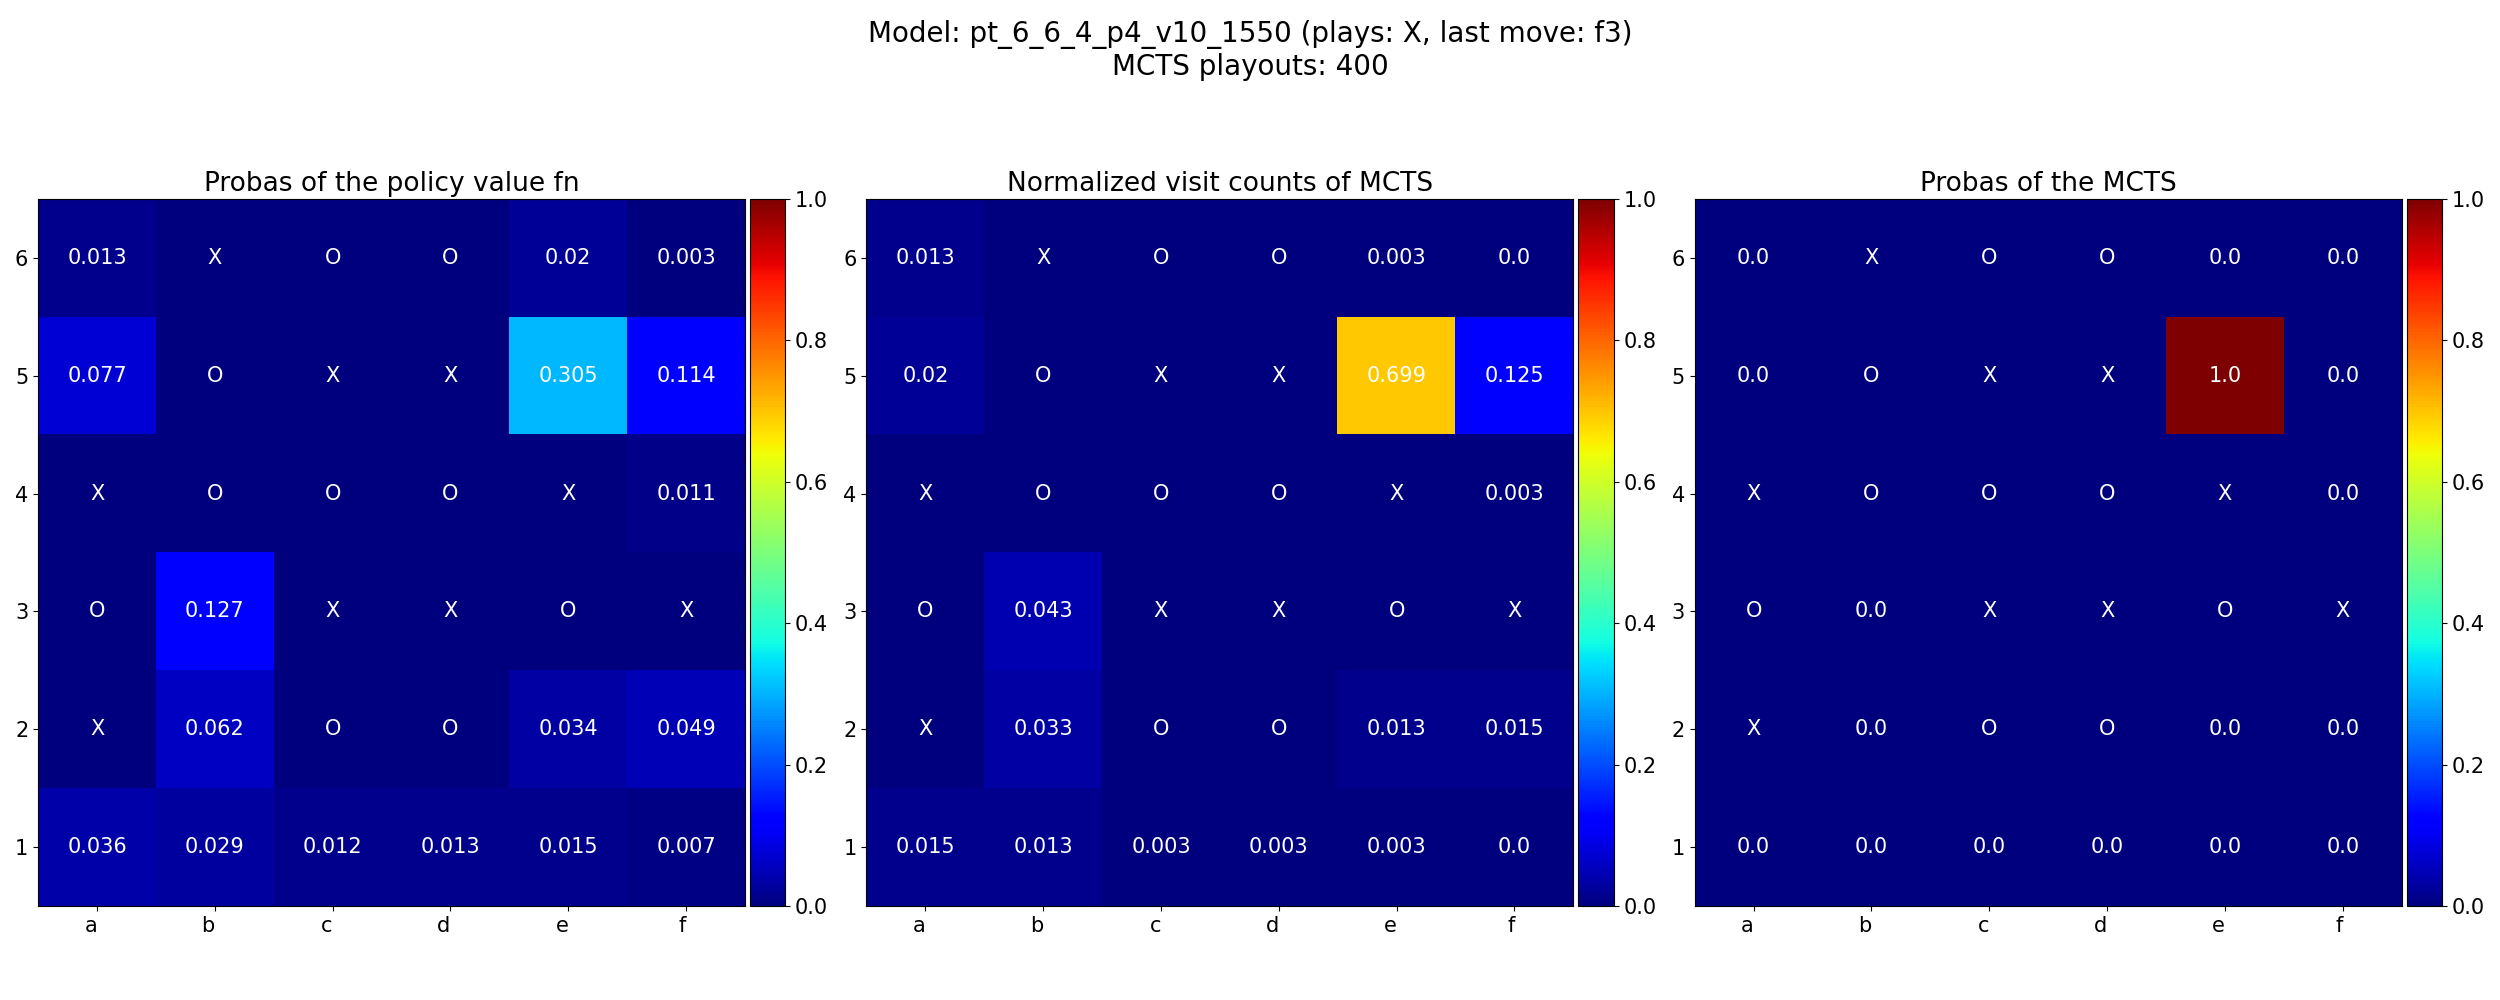 Model: pt_6_6_4_p4_v10_1550 (plays: X, last move: f3)
MCTS playouts: 400
Probas of the policy value fn
6 0.013 X O O 0.02 0.003
5 0.077 O X X 0.305 0.114
4 X O O O X 0.011
3 O 0.127 X X O X
2 X 0.062 O O 0.034 0.049
1 0.036 0.029 0.012 0.013 0.015 0.007
a b c d e f
1.0
0.8
0.6
0.4
0.2
0.0
Normalized visit counts of MCTS
6 0.013 X O O 0.003 0.0
5 0.02 O X X 0.699 0.125
4 X O O O X 0.003
3 O 0.043 X X O X
2 X 0.033 O O 0.013 0.015
1 0.015 0.013 0.003 0.003 0.003 0.0
a b c d e f
1.0
0.8
0.6
0.4
0.2
0.0
Probas of the MCTS
6 0.0 X O O 0.0 0.0
5 0.0 O X X 1.0 0.0
4 X O O O X 0.0
3 O 0.0 X X O X
2 X 0.0 O O 0.0 0.0
1 0.0 0.0 0.0 0.0 0.0 0.0
a b c d e f
1.0
0.8
0.6
0.4
0.2
0.0